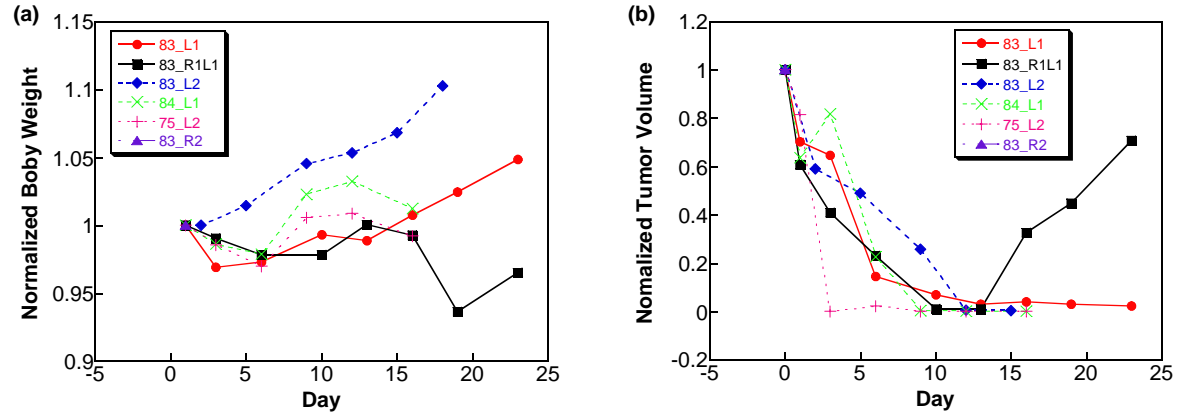 (a)
1.15
1.1
1.05
1
0.95
0.9
Normalized Boby Weight
83_L1
83_R1L1
83_L2
84_L1
75_L2
83_R2
-5
0
5
10
15
20
25
Day
(b)
1.2
1
0.8
0.6
0.4
0.2
0
-0.2
Nomalized Tumor Volume
83_L1
83_R1L1
83_L2
84_L1
75_L2
83_R2
-5
0
5
10
15
20
25
Day